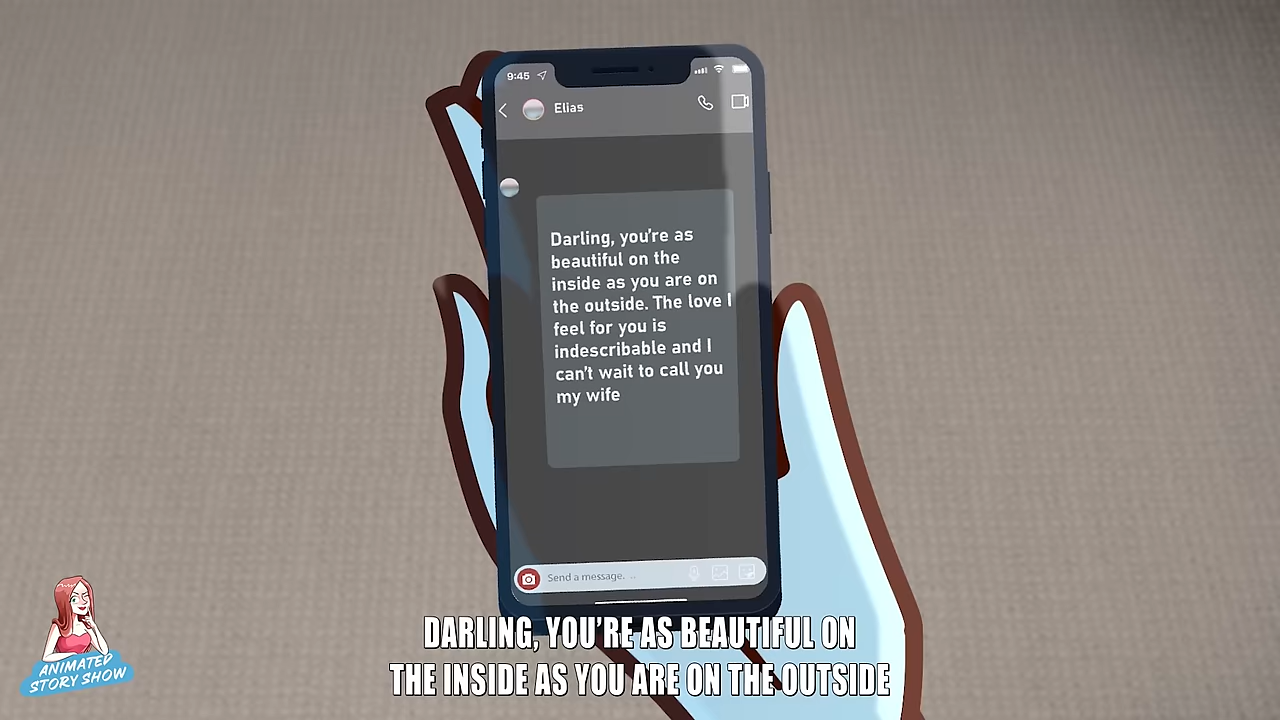 9:45
Elias
Darling, you're as
beautiful on the
inside as you are on
the outside. The love I
feel for you is
indescribable and I
can't wait to call you
my wife
Send a message. ..
DARLING, YOU'RE AS BEAUTIFUL ON
THE INSIDE AS YOU ARE ON THE OUTSIDE
ANIMATED
STORY SHOW